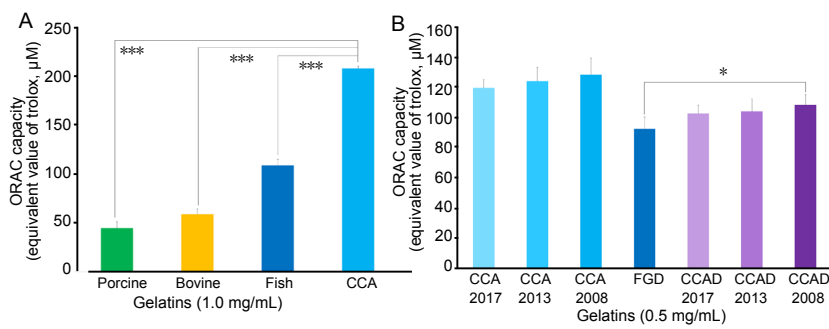 A
ORAC capacity
(equivalent value of trolox, μM)
250
200
150
100
50
0
***
***
***
Porcine Bovine Fish CCA
Gelatins (1.0 mg/mL)
B
ORAC capacity
(equivalent value of trolox, μM)
160
140
120
100
80
60
40
20
0
*
CCA CCA CCA FGD CCAD CCAD CCAD
2017 2013 2008 2017 2013 2008
Gelatins (0.5 mg/mL)